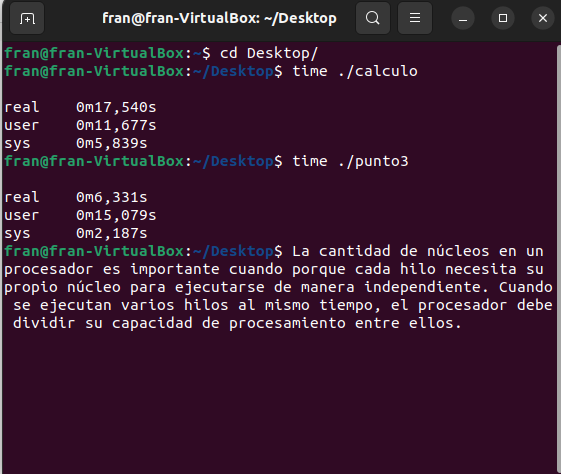 fran@fran-VirtualBox: ~/Desktop
fran@fran-VirtualBox:~$ cd Desktop/
fran@fran-VirtualBox:~/Desktop$ time ./calculo
real    0m17,540s
user    0m11,677s
sys     0m5,839s
fran@fran-VirtualBox:~/Desktop$ time ./punto3
real    0m6,331s
user    0m15,079s
sys     0m2,187s
fran@fran-VirtualBox:~/Desktop$ La cantidad de núcleos en un
procesador es importante cuando porque cada hilo necesita su
propio núcleo para ejecutarse de manera independiente. Cuando
se ejecutan varios hilos al mismo tiempo, el procesador debe
dividir su capacidad de procesamiento entre ellos.